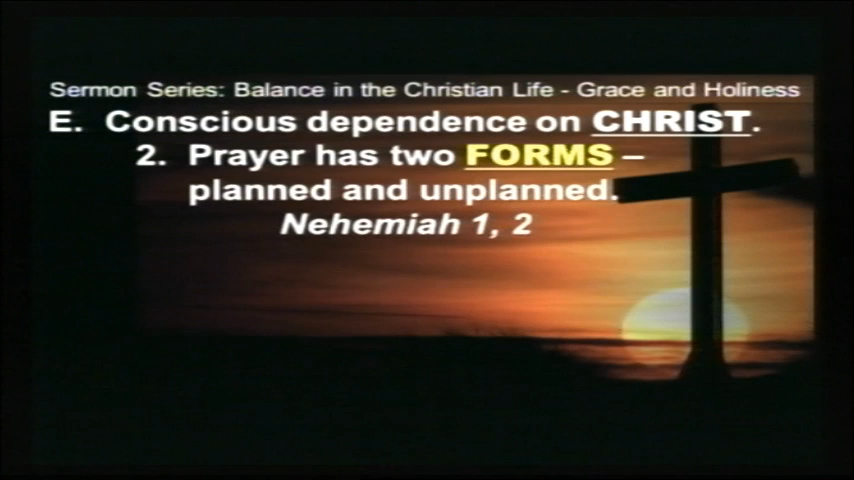 Sermon Series: Balance in the Christian Life - Grace and Holiness
E. Conscious dependence on CHRIST.
2. Prayer has two FORMS –
planned and unplanned.
Nehemiah 1, 2